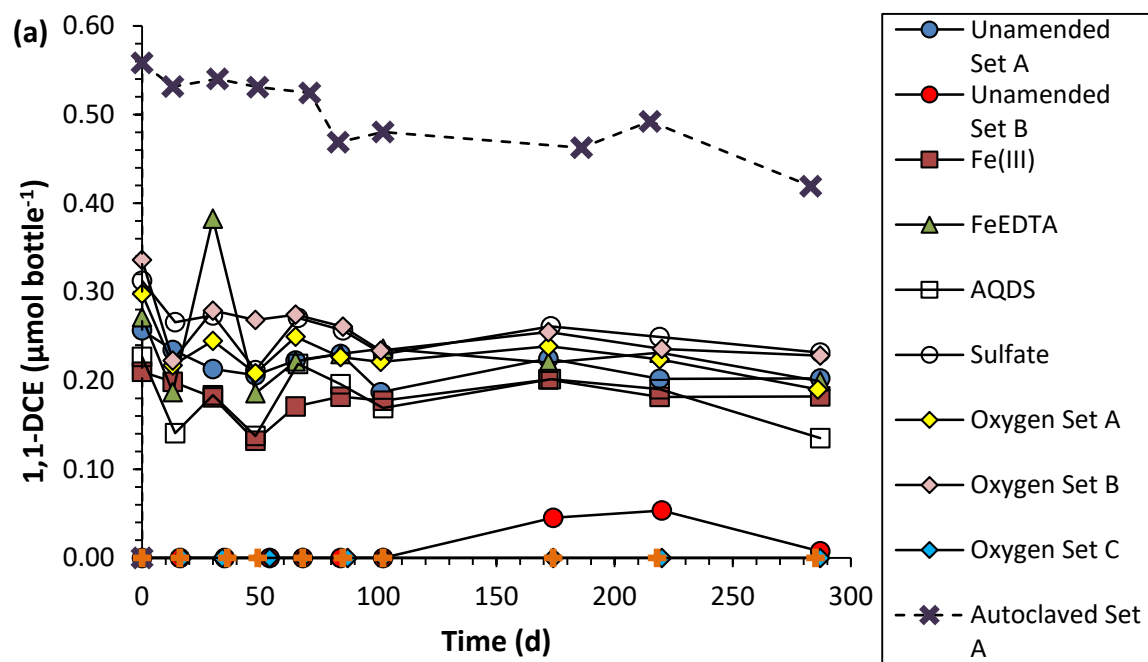 (a)
1,1-DCE (µmol bottle-1)
0.60
0.50
0.40
0.30
0.20
0.10
0.00
0
50
100
150
200
250
300
Time (d)
Unamended
Set A
Unamended
Set B
Fe(III)
FeEDTA
AQDS
Sulfate
Oxygen Set A
Oxygen Set B
Oxygen Set C
Autoclaved Set
A